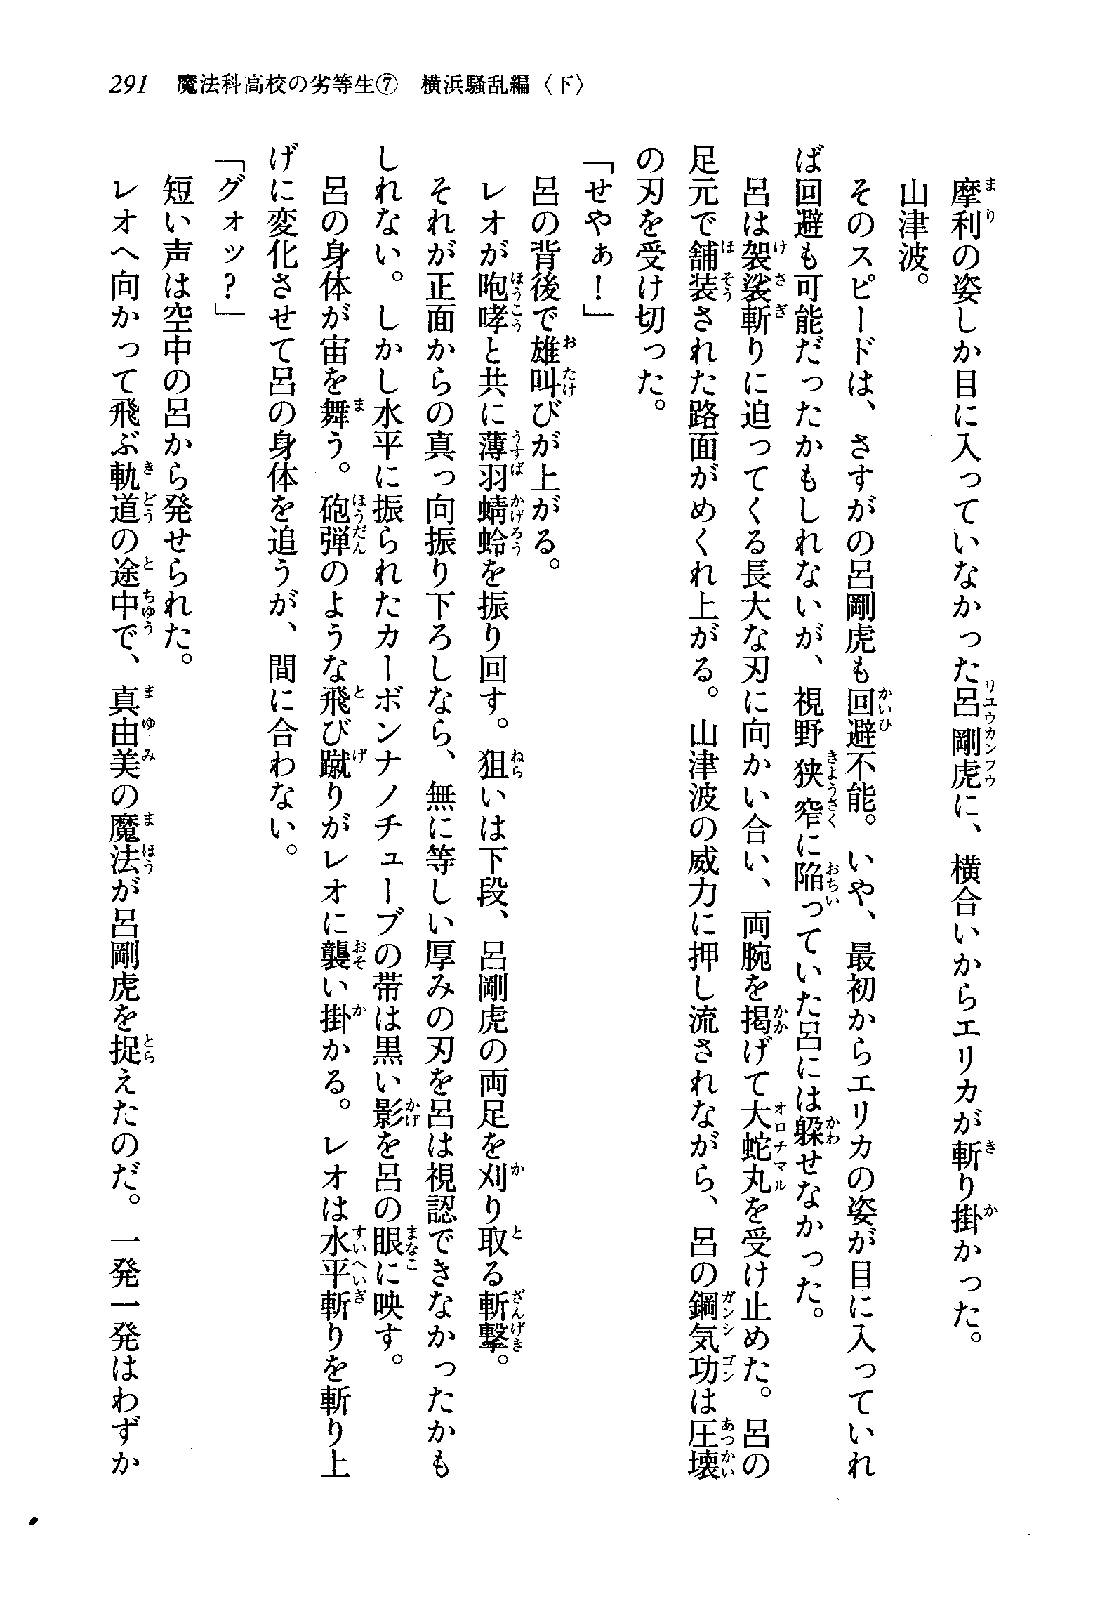 291　魔法科高校の劣等生⑦　横浜騒乱編〈下〉
摩利の姿しか目に入っていなかった呂剛虎に、横合いからエリカが斬り掛かった。
山津波。
そのスピードは、さすがの呂剛虎も回避不能。いや、最初からエリカの姿が目に入っていれ
ば回避も可能だったかもしれないが、視野狭窄に陥っていた呂には躱せなかった。
呂は袈裟斬りに迫ってくる長大な刃に向かい合い、両腕を掲げて大蛇丸を受け止めた。呂の
足元で舗装された路面がめくれ上がる。山津波の威力に押し流されながら、呂の鋼気功は圧壊
の刃を受け切った。
「せやぁ！」
呂の背後で雄叫びが上がる。
レオが咆哮と共に薄羽蜻蛉を振り回す。狙いは下段、呂剛虎の両足を刈り取る斬撃。
それが正面からの真っ向振り下ろしなら、無に等しい厚みの刃を呂は視認できなかったかも
しれない。しかし水平に振られたカーボンナノチューブの帯は黒い影を呂の眼に映す。
呂の身体が宙を舞う。砲弾のような飛び蹴りがレオに襲い掛かる。レオは水平斬りを斬り上
げに変化させて呂の身体を追うが、間に合わない。
「グォッ？」
短い声は空中の呂から発せられた。
レオへ向かって飛ぶ軌道の途中で、真由美の魔法が呂剛虎を捉えたのだ。一発一発はわずか